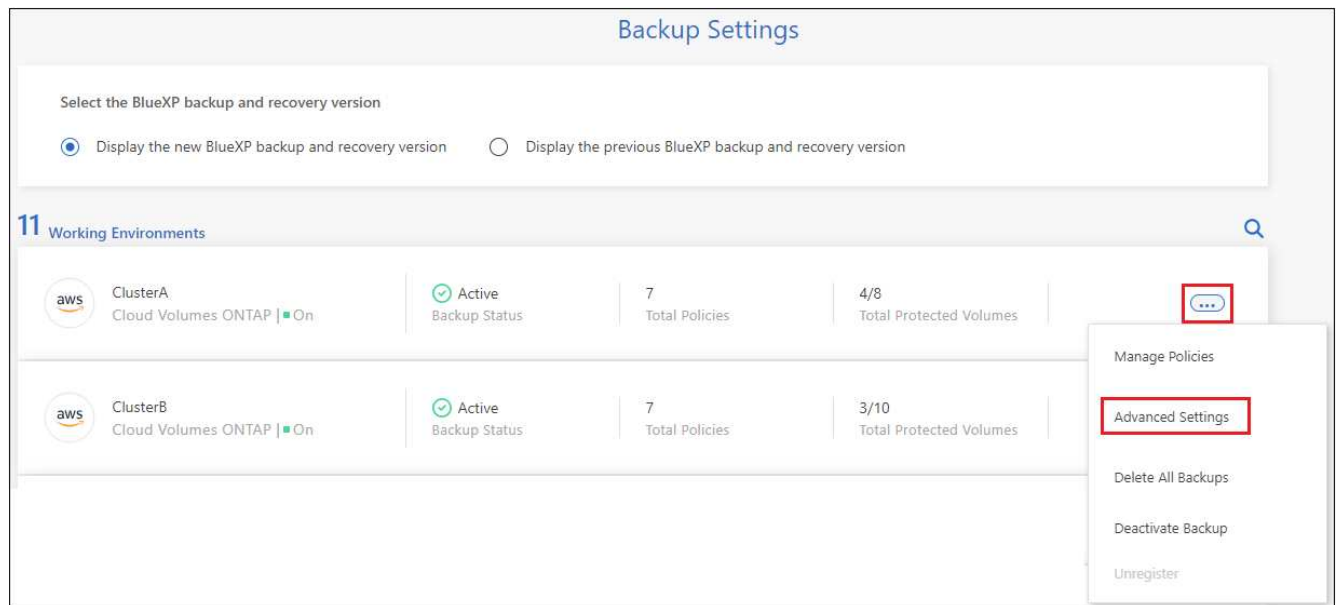 Backup Settings
Select the BlueXP backup and recovery version
Display the new BlueXP backup and recovery version
Display the previous BlueXP backup and recovery version
11 Working Environments
aws
ClusterA
Cloud Volumes ONTAP | On
Active
Backup Status
7
Total Policies
4/8
Total Protected Volumes
...
Manage Policies
Advanced Settings
Delete All Backups
Deactivate Backup
Unregister
aws
ClusterB
Cloud Volumes ONTAP | On
Active
Backup Status
7
Total Policies
3/10
Total Protected Volumes